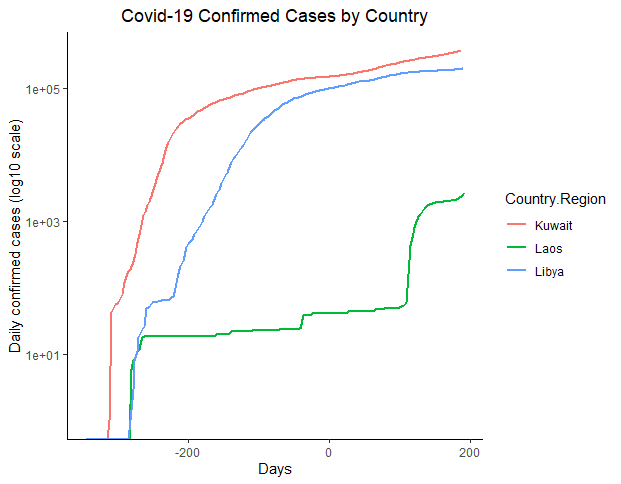 Covid-19 Confirmed Cases by Country
Daily confirmed cases (log10 scale)
1e+05
1e+03
1e+01
-200
0
200
Days
Country.Region
Kuwait
Laos
Libya